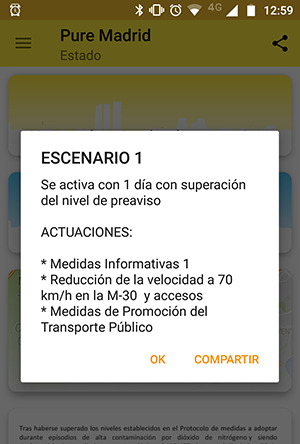 4G 12:59
Pure Madrid
Estado
ESCENARIO 1
Se activa con 1 día con superación
del nivel de preaviso
ACTUACIONES:
* Medidas Informativas 1
* Reducción de la velocidad a 70
km/h en la M-30 y accesos
* Medidas de Promoción del
Transporte Público
OK COMPARTIR
Tras haberse superado los niveles establecidos en el Protocolo de medidas a adoptar
durante episodios de alta contaminación por dióxido de nitrógeno y siendo